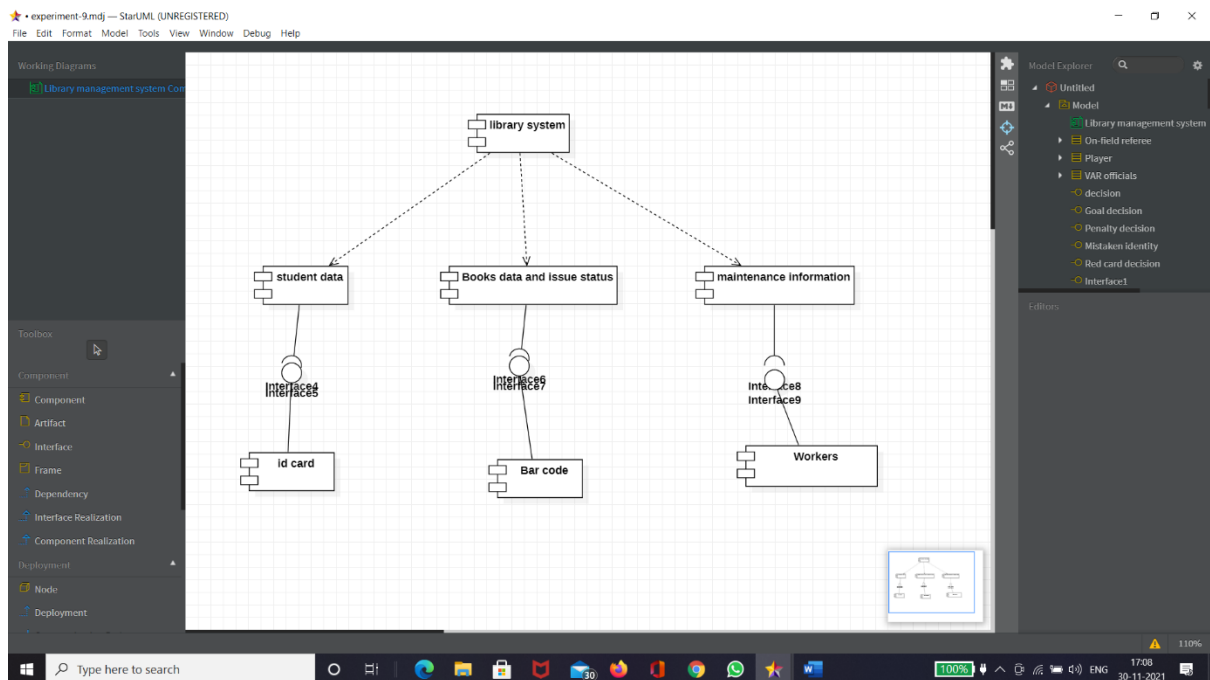 • experiment-9.mdj — StarUML (UNREGISTERED)
File Edit Format Model Tools View Window Debug Help
Working Diagrams
Library management system Com
Toolbox
Component
Component
Artifact
Interface
Frame
Dependency
Interface Realization
Component Realization
Deployment
Node
Deployment
library system
student data
Books data and issue status
maintenance information
Interface4
Interface5
Interface6
Interface7
Interface8
Interface9
id card
Bar code
Workers
Model Explorer
Untitled
Model
Library management system
On-field referee
Player
VAR officials
decision
Goal decision
Penalty decision
Mistaken identity
Red card decision
Interface1
Editors
110%
Type here to search
30
100%
ENG
17:08
30-11-2021